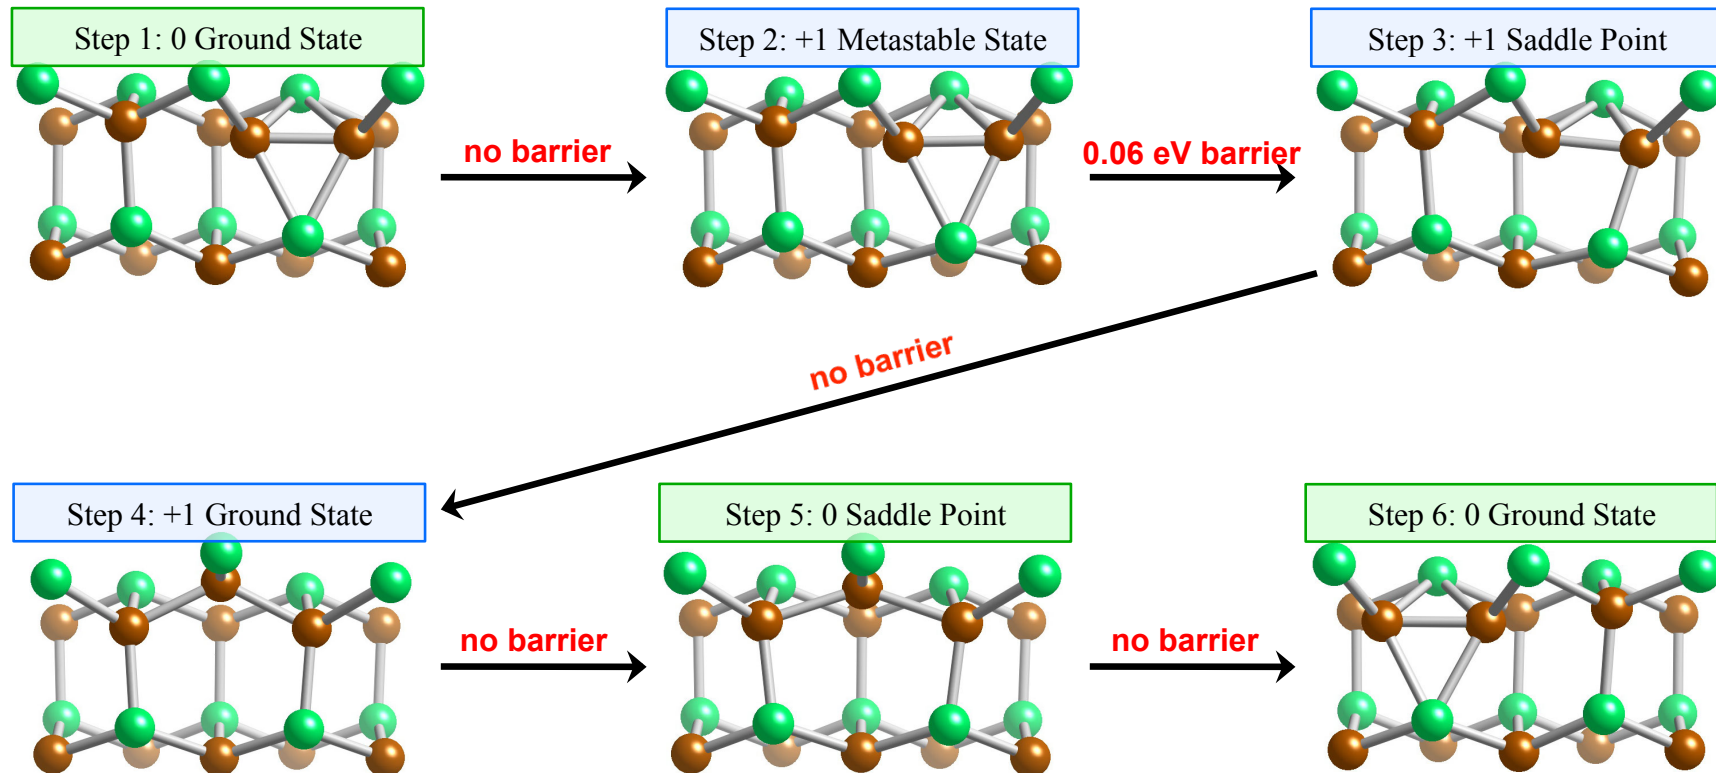 Step 1: 0 Ground State
Step 2: +1 Metastable State
Step 3: +1 Saddle Point
no barrier
0.06 eV barrier
no barrier
Step 4: +1 Ground State
Step 5: 0 Saddle Point
Step 6: 0 Ground State
no barrier
no barrier